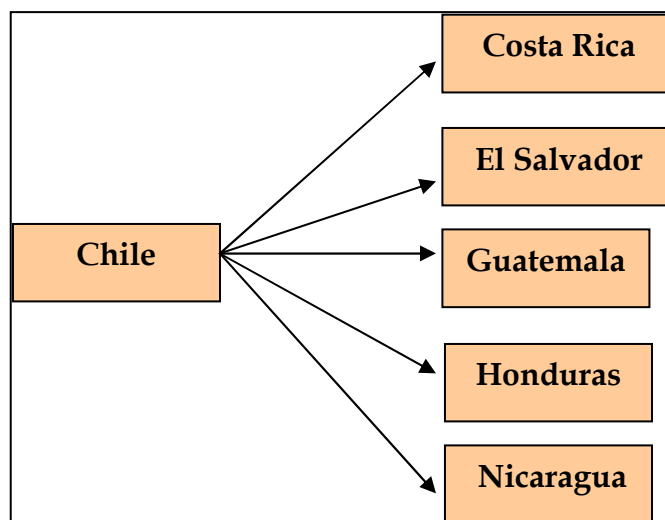 Costa Rica
El Salvador
Chile
Guatemala
Honduras
Nicaragua